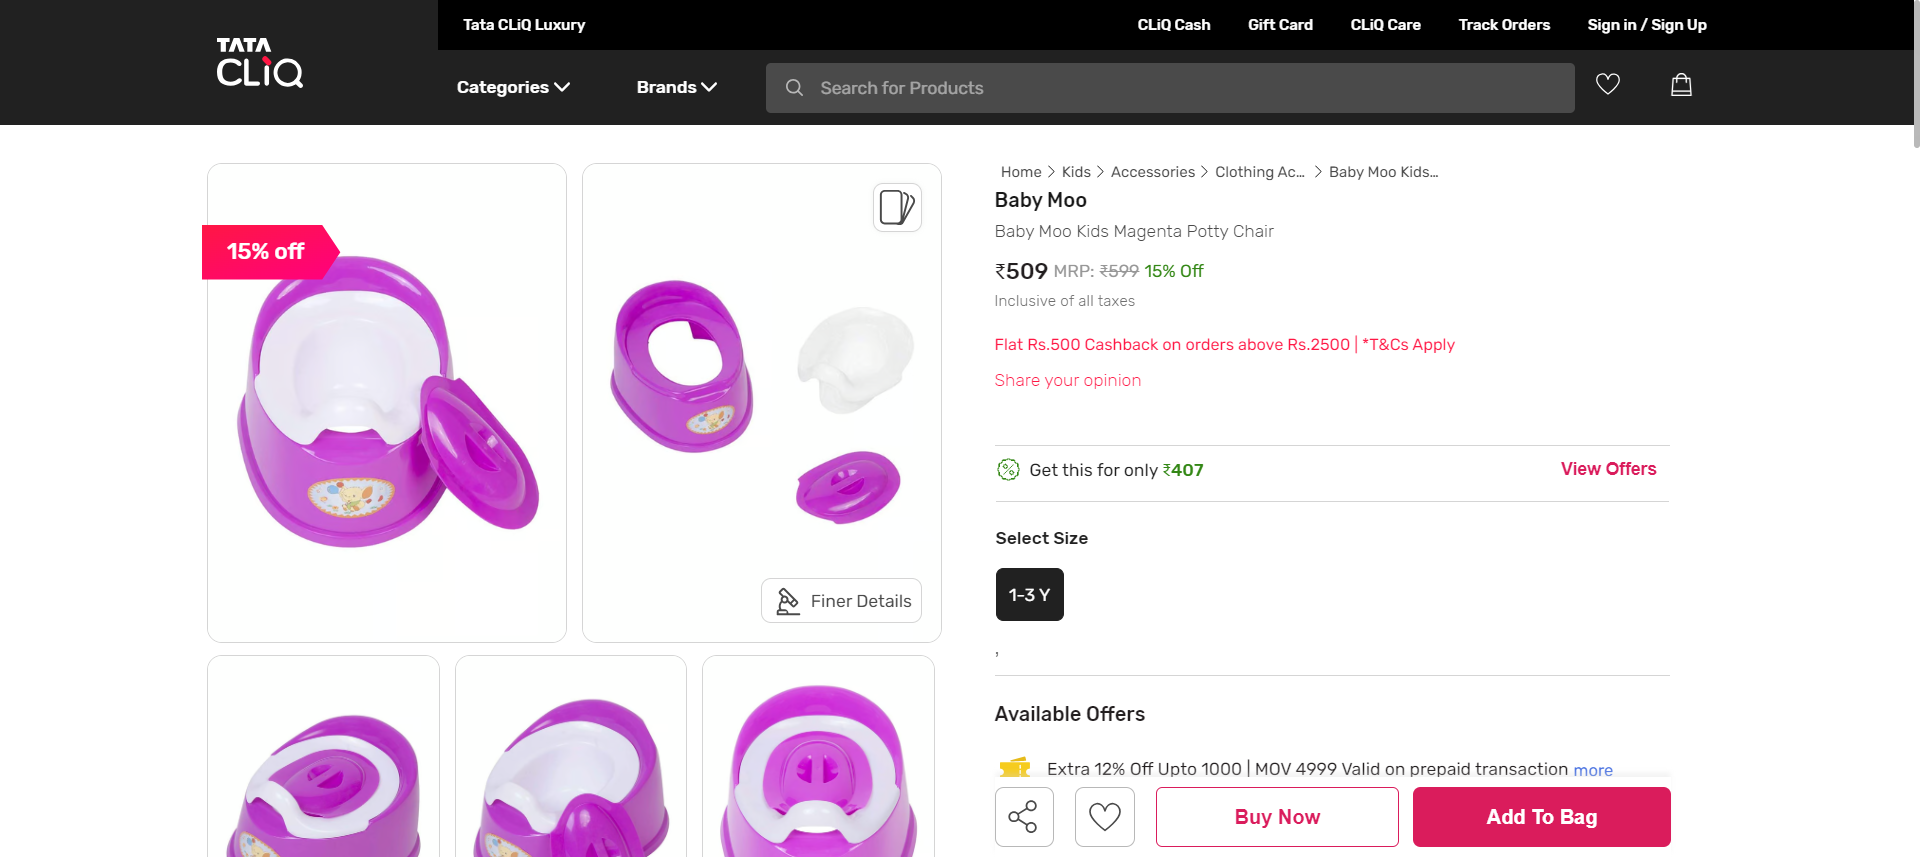 Tata CLiQ Luxury
CLiQ Cash
Gift Card
CLiQ Care
Track Orders
Sign in / Sign Up
TATA
CLiQ
Categories
Brands
Search for Products
15% off
Finer Details
Home > Kids > Accessories > Clothing Ac... > Baby Moo Kids...
Baby Moo
Baby Moo Kids Magenta Potty Chair
₹509 MRP: ₹599 15% Off
Inclusive of all taxes
Flat Rs.500 Cashback on orders above Rs.2500 | *T&Cs Apply
Share your opinion
Get this for only ₹407
View Offers
Select Size
1-3 Y
,
Available Offers
Extra 12% Off Upto 1000 | MOV 4999 Valid on prepaid transaction more
Buy Now
Add To Bag